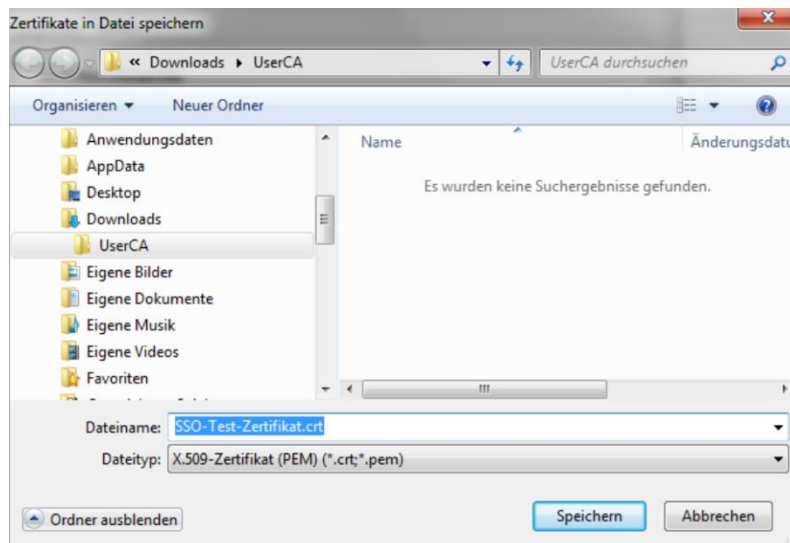 Zertifikate in Datei speichern
« Downloads ▸ UserCA
UserCA durchsuchen
Organisieren
Neuer Ordner
Anwendungsdaten
AppData
Desktop
Downloads
UserCA
Eigene Bilder
Eigene Dokumente
Eigene Musik
Eigene Videos
Favoriten
Name
Änderungsdatu
Es wurden keine Suchergebnisse gefunden.
Dateiname: SSO-Test-Zertifikat.crt
Dateityp: X.509-Zertifikat (PEM) (*.crt;*.pem)
Ordner ausblenden
Speichern
Abbrechen